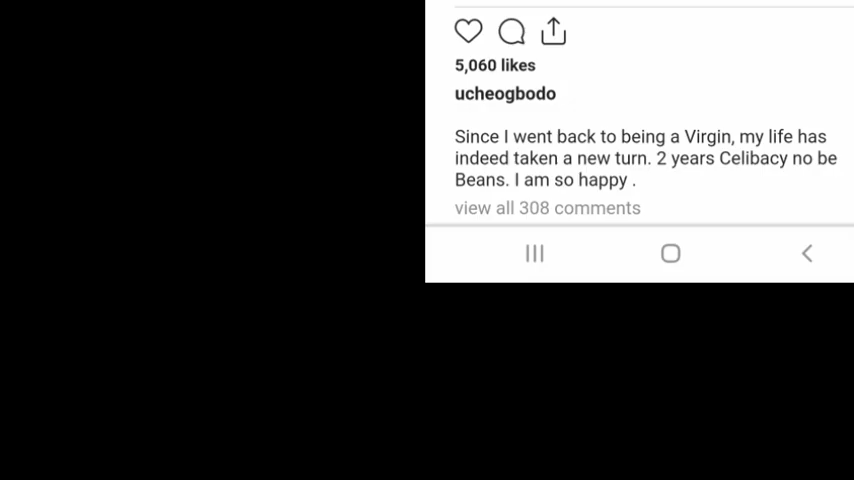 5,060 likes
ucheogbodo
Since I went back to being a Virgin, my life has
indeed taken a new turn. 2 years Celibacy no be
Beans. I am so happy .
view all 308 comments